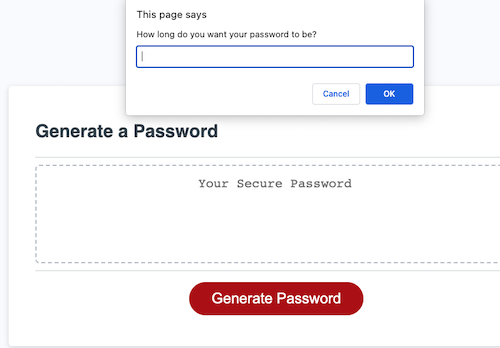 This page says
How long do you want your password to be?
Cancel
OK
Generate a Password
Your Secure Password
Generate Password